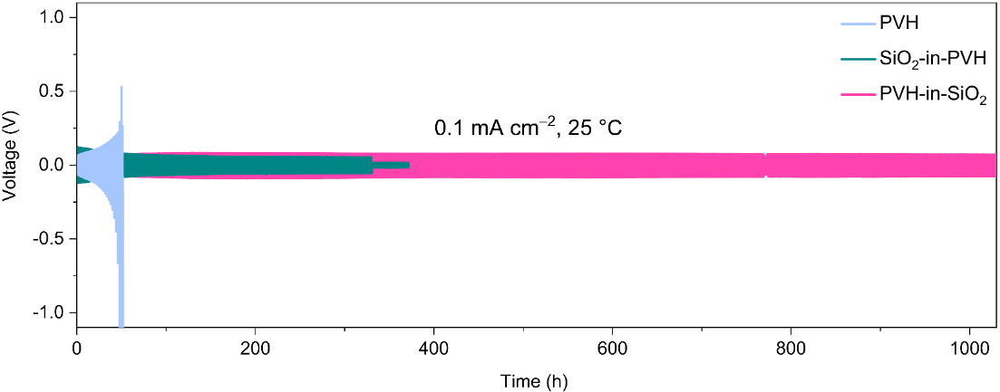 PVH
SiO₂-in-PVH
PVH-in-SiO₂
0.1 mA cm⁻², 25 °C
Voltage (V)
1.0
0.5
0.0
-0.5
-1.0
0 200 400 600 800 1000
Time (h)